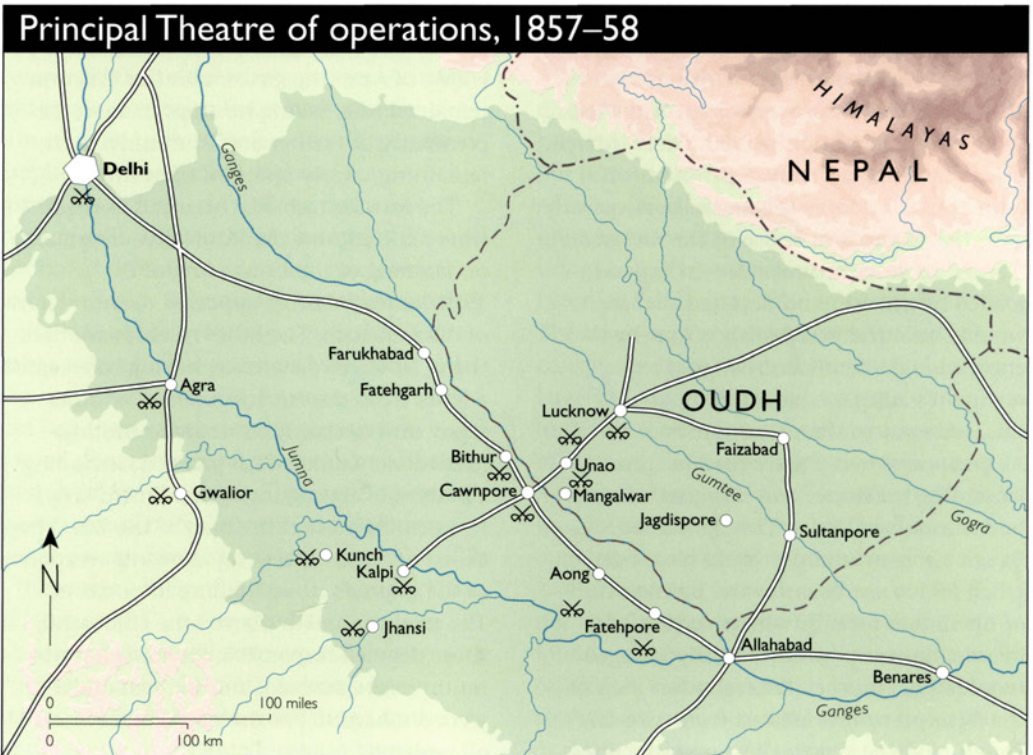 Principal Theatre of operations, 1857–58
HIMALAYAS
NEPAL
Delhi
Ganges
Farukhabad
Agra
Fatehgarh
OUDH
Lucknow
Faizabad
Bithur
Unao
Gumtee
Jumna
Cawnpore
Mangalwar
Gwalior
Jagdispore
Gogra
Sultanpore
N
Kunch
Kalpi
Aong
Jhansi
Fatehpore
Allahabad
Benares
Ganges
0 100 miles
0 100 km